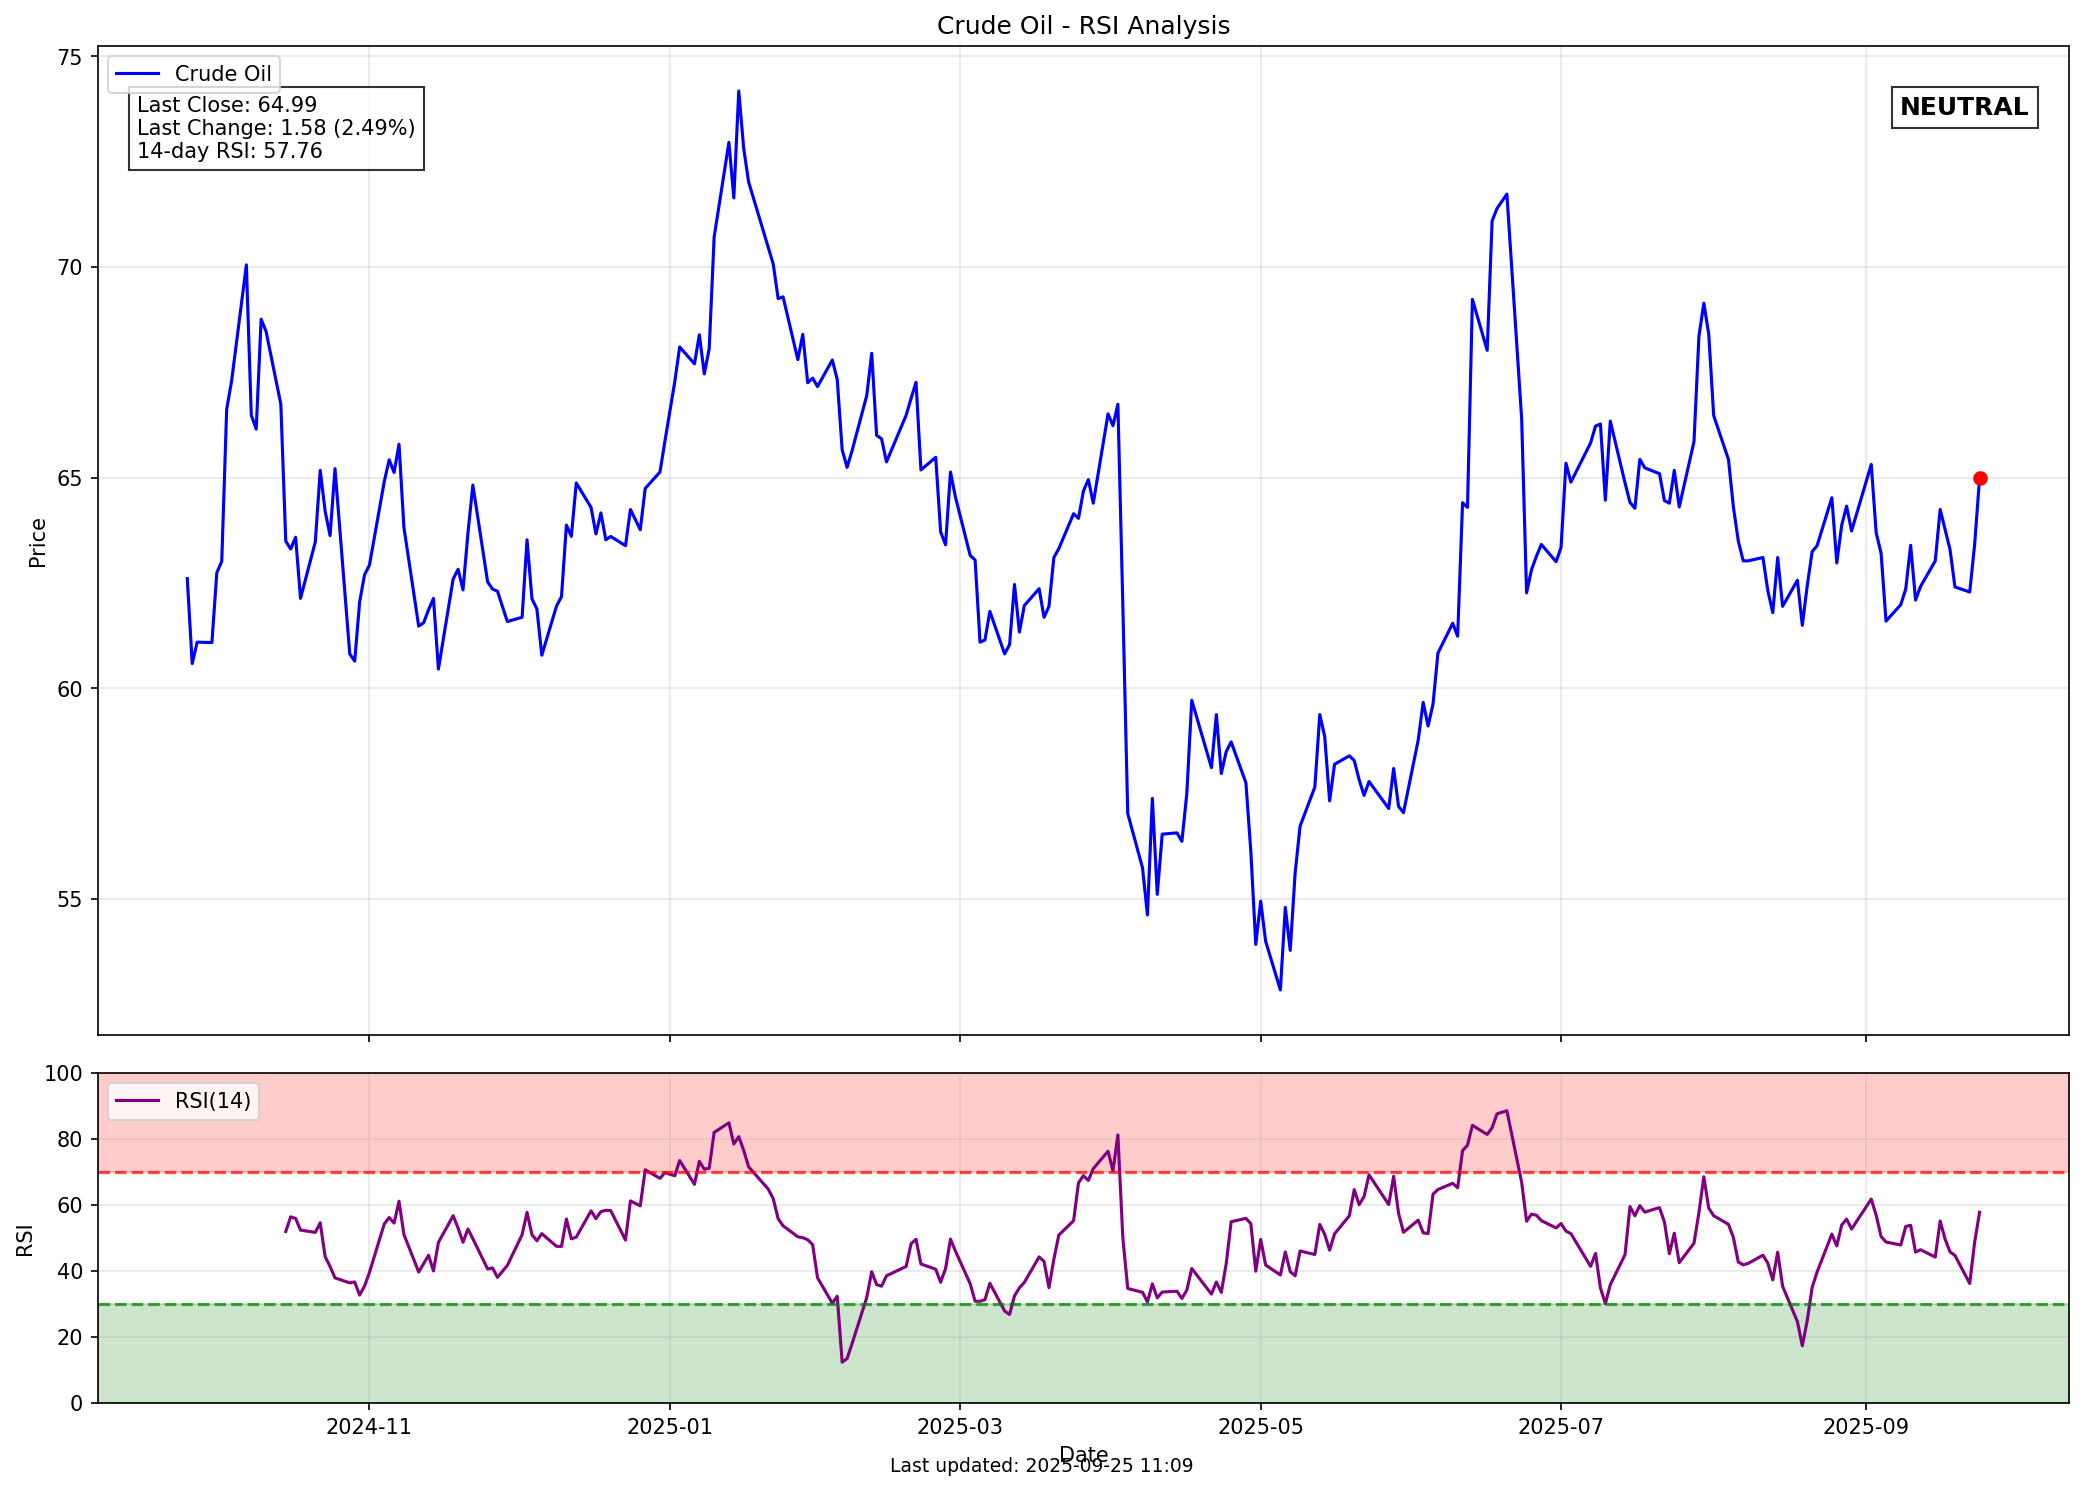 Crude Oil - RSI Analysis
75
70
65
60
55
Price
Crude Oil
Last Close: 64.99
Last Change: 1.58 (2.49%)
14-day RSI: 57.76
NEUTRAL
100
80
60
40
20
0
RSI
RSI(14)
2024-11
2025-01
2025-03
2025-05
2025-07
2025-09
Date
Last updated: 2025-09-25 11:09